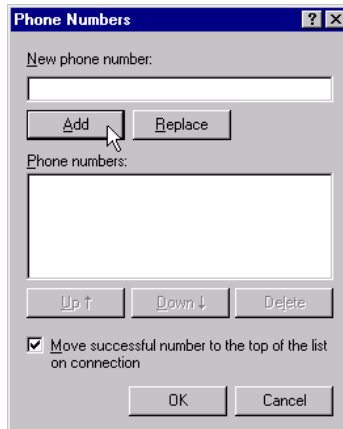 Phone Numbers
New phone number:
Add
Replace
Phone numbers:
Up ↑
Down ↓
Delete
Move successful number to the top of the list
on connection
OK
Cancel